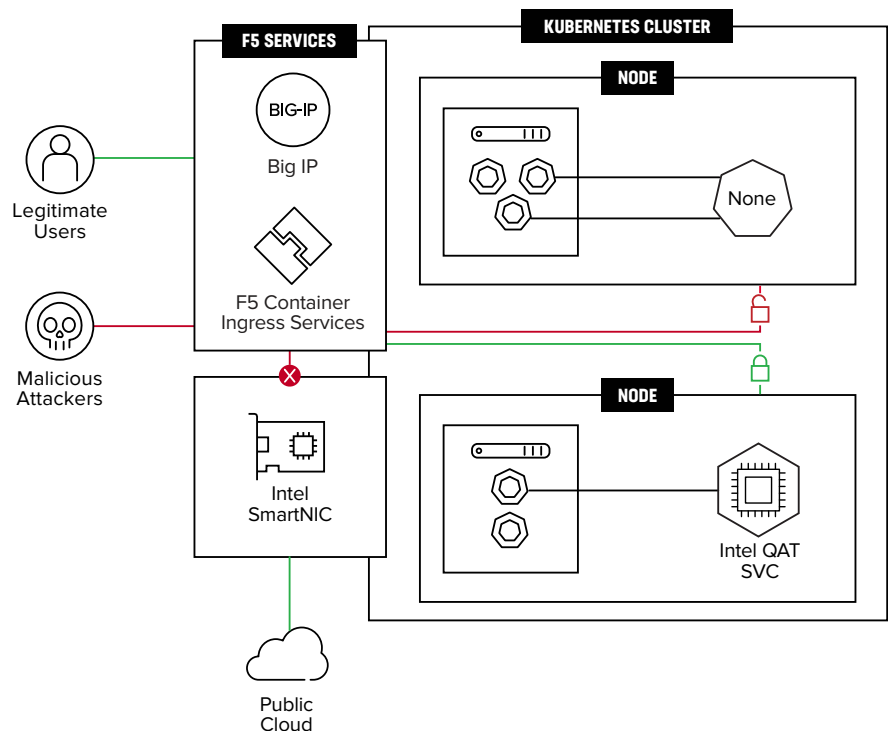 F5 SERVICES
KUBERNETES CLUSTER
NODE
BIG-IP
Big IP
None
Legitimate
Users
F5 Container
Ingress Services
Malicious
Attackers
NODE
Intel
SmartNIC
Intel QAT
SVC
Public
Cloud